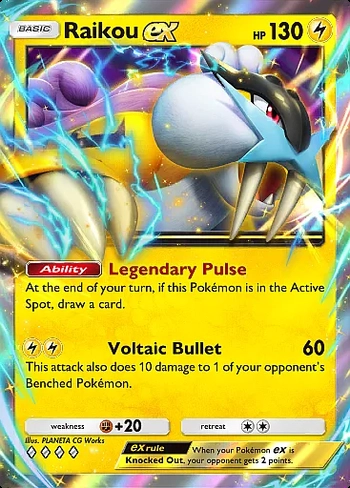 BASIC Raikou ex HP 130
Ability Legendary Pulse
At the end of your turn, if this Pokémon is in the Active
Spot, draw a card.
Voltaic Bullet 60
This attack also does 10 damage to 1 of your opponent's
Benched Pokémon.
weakness +20 retreat
Illus. PLANETA CG Works
ex rule When your Pokémon ex is
Knocked Out, your opponent gets 2 points.